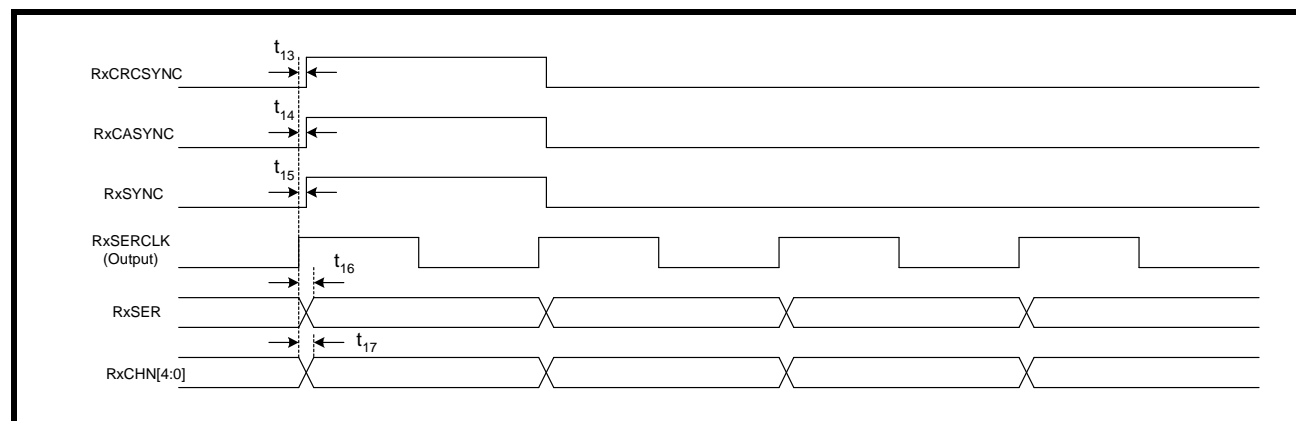 t13
RxCRCSYNC
t14
RxCASYNC
t15
RxSYNC
RxSERCLK
(Output)
t16
RxSER
t17
RxCHN[4:0]